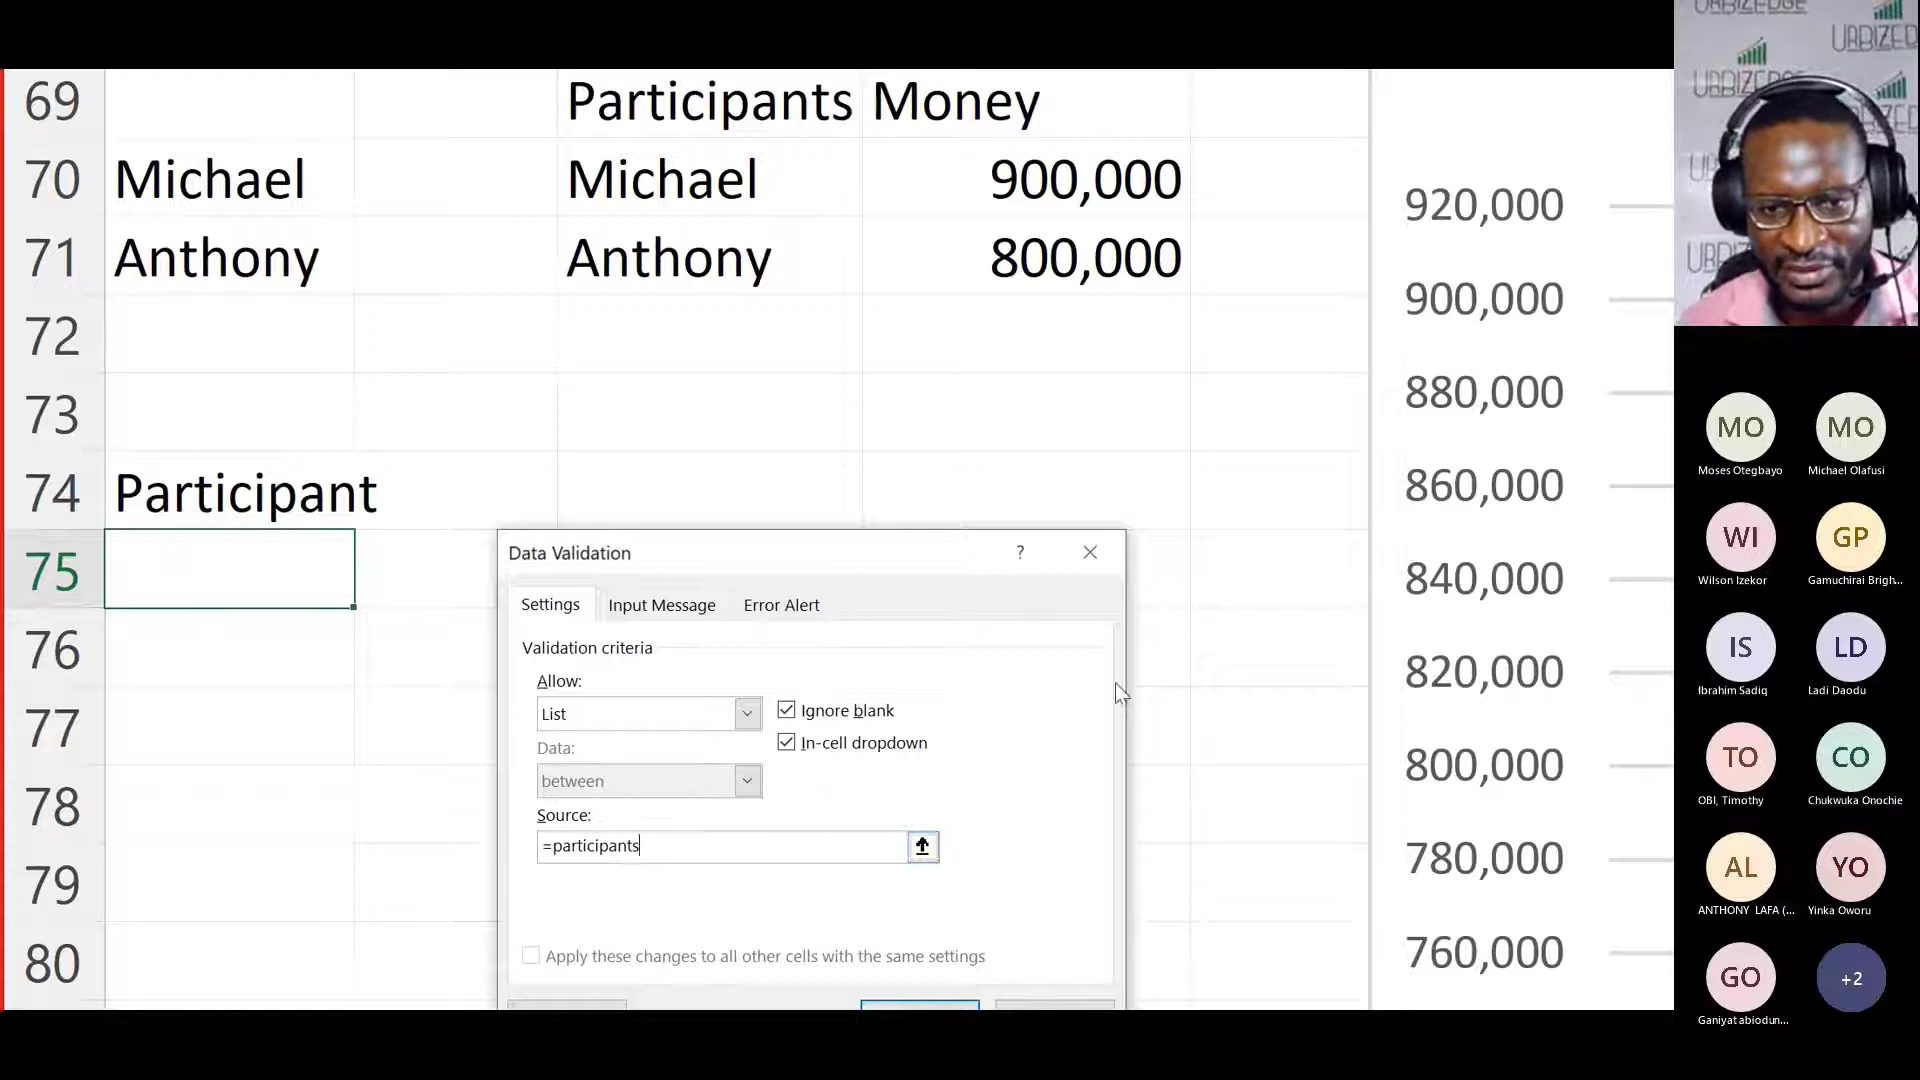 69 Participants Money
70 Michael Michael 900,000
71 Anthony Anthony 800,000
72
73
74 Participant
75
76
77
78
79
80
Data Validation ?
Settings Input Message Error Alert
Validation criteria
Allow:
List
Ignore blank
In-cell dropdown
Data:
between
Source:
=participants
Apply these changes to all other cells with the same settings
920,000
900,000
880,000
860,000
840,000
820,000
800,000
780,000
760,000
URBIZEDGE
URBIZED
URBIZEDGE
MO MO
Moses Otegbayo Michael Olafusi
WI GP
Wilson Izekor Gamuchirai Brigh...
IS LD
Ibrahim Sadiq Ladi Daodu
TO CO
OBI, Timothy Chukwuka Onochie
AL YO
ANTHONY LAFA (... Yinka Oworu
GO +2
Ganiyat abiodun...